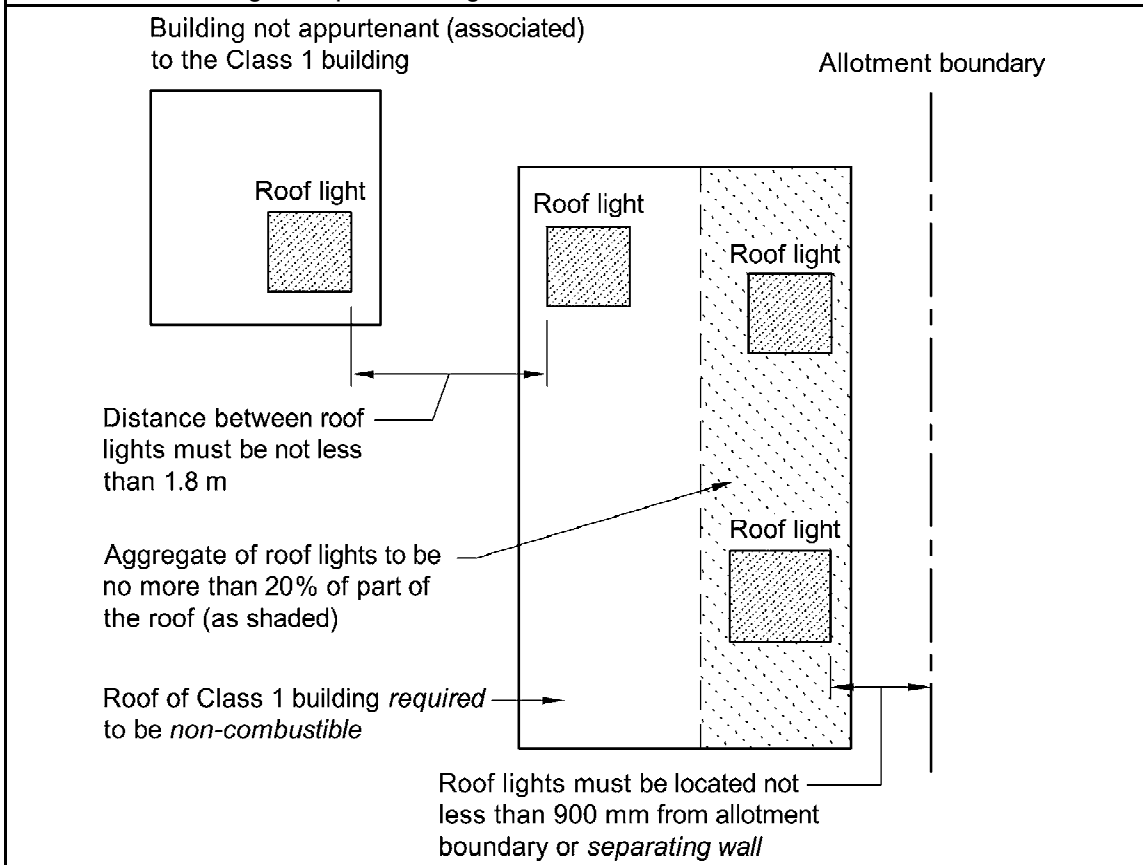 Building not appurtenant (associated)
to the Class 1 building
Allotment boundary
Roof light
Roof light
Roof light
Distance between roof
lights must be not less
than 1.8 m
Roof light
Aggregate of roof lights to be
no more than 20% of part of
the roof (as shaded)
Roof of Class 1 building required
to be non-combustible
Roof lights must be located not
less than 900 mm from allotment
boundary or separating wall